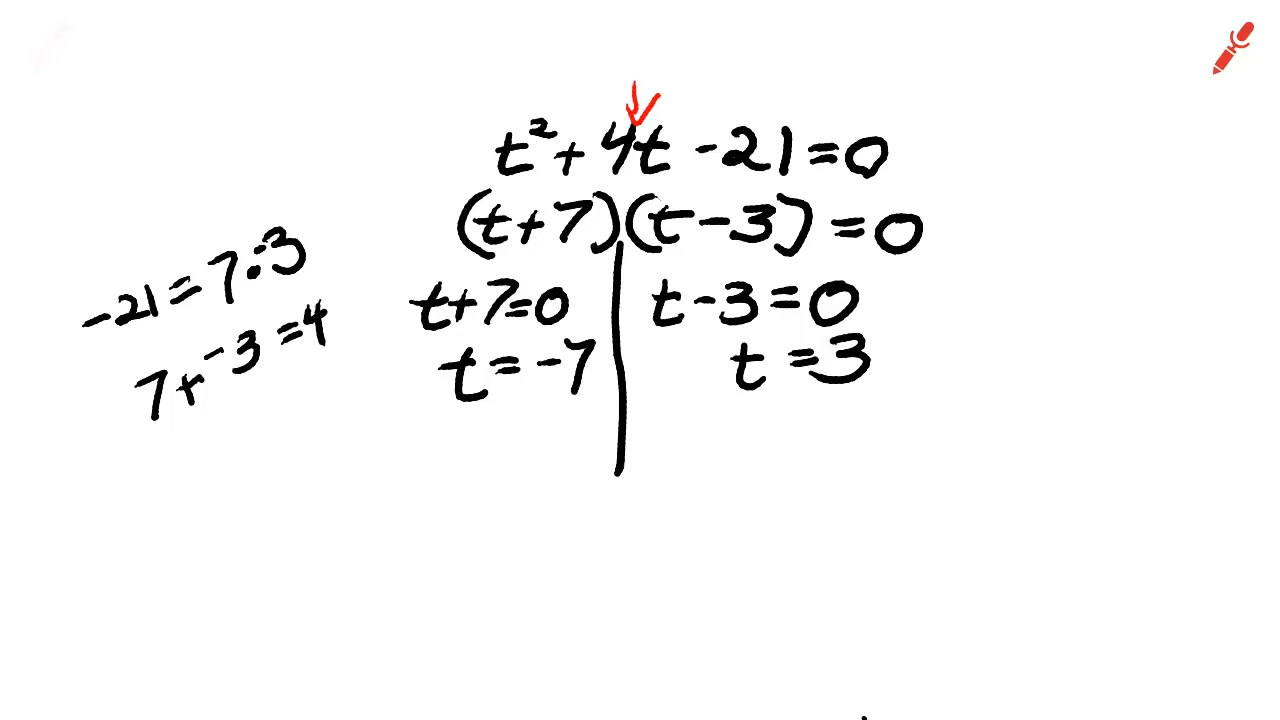 t² + 4t - 21 = 0
(t + 7)(t - 3) = 0
t + 7 = 0
t = -7
t - 3 = 0
t = 3
-21 = 7·-3
7 + -3 = 4